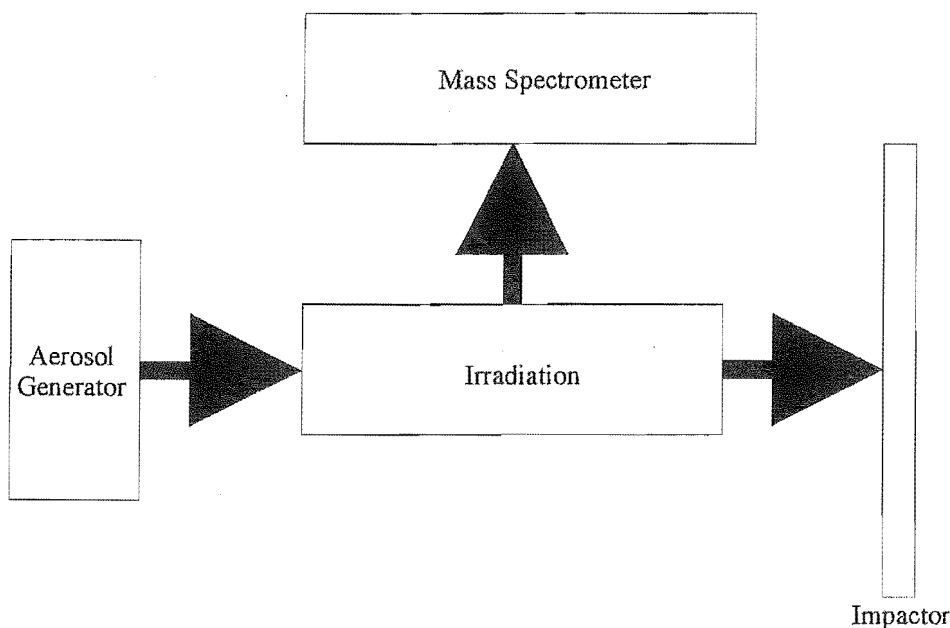 Mass Spectrometer
Aerosol
Generator
Irradiation
Impactor